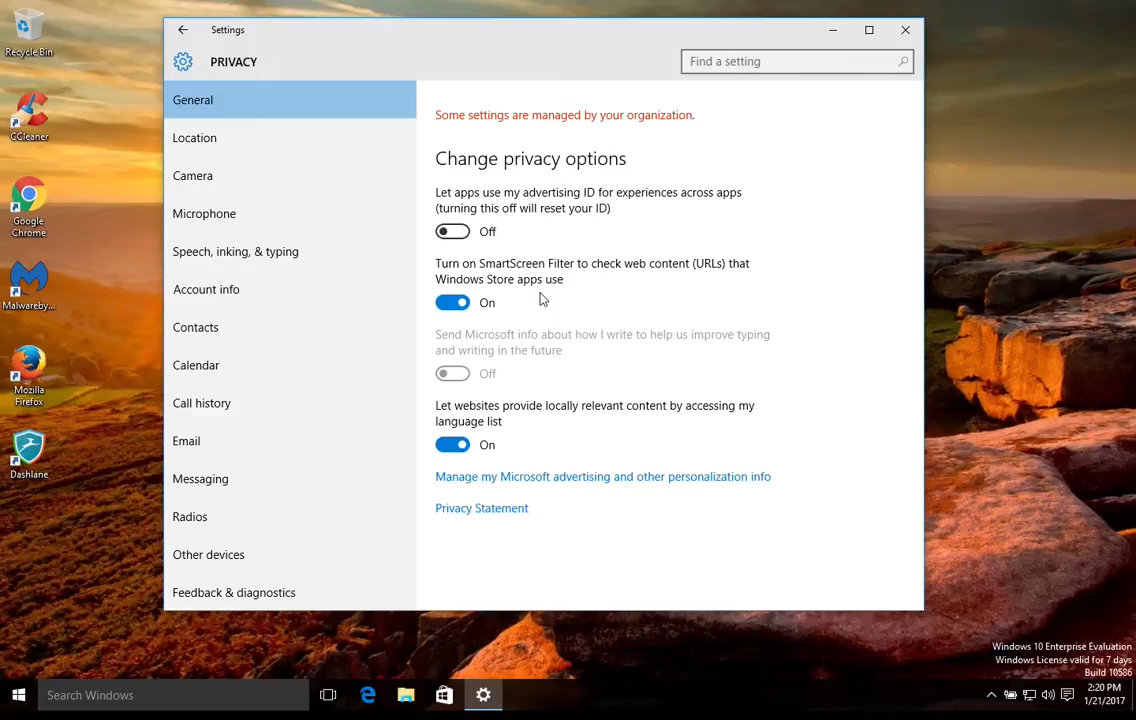 Recycle Bin
CCleaner
Google
Chrome
Malwareby...
Mozilla
Firefox
Dashlane
Settings
PRIVACY
Find a setting
General
Location
Camera
Microphone
Speech, inking, & typing
Account info
Contacts
Calendar
Call history
Email
Messaging
Radios
Other devices
Feedback & diagnostics
Some settings are managed by your organization.
Change privacy options
Let apps use my advertising ID for experiences across apps
(turning this off will reset your ID)
Off
Turn on SmartScreen Filter to check web content (URLs) that
Windows Store apps use
On
Send Microsoft info about how I write to help us improve typing
and writing in the future
Off
Let websites provide locally relevant content by accessing my
language list
On
Manage my Microsoft advertising and other personalization info
Privacy Statement
Windows 10 Enterprise Evaluation
Windows License valid for 7 days
Build 10586
Search Windows
2:20 PM
1/21/2017